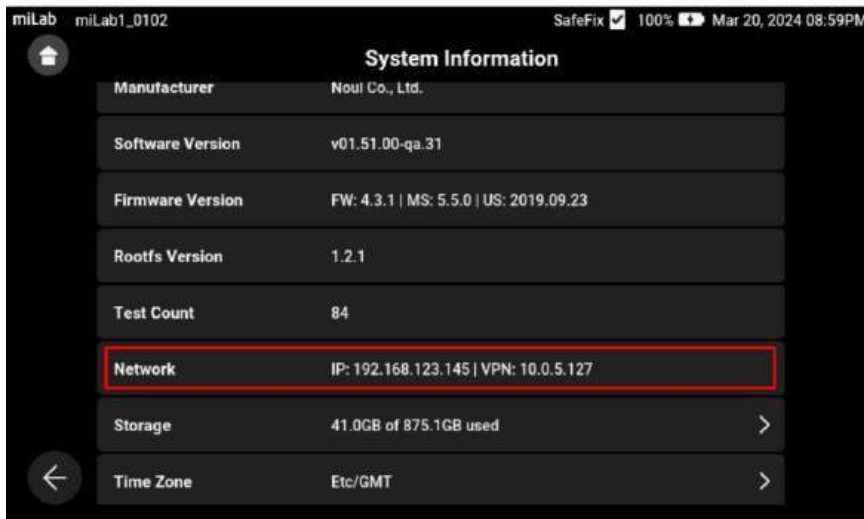 miLab miLab1_0102 SafeFix 100% Mar 20, 2024 08:59PM
System Information
Manufacturer Noul Co., Ltd.
Software Version v01.51.00-qa.31
Firmware Version FW: 4.3.1 | MS: 5.5.0 | US: 2019.09.23
Rootfs Version 1.2.1
Test Count 84
Network IP: 192.168.123.145 | VPN: 10.0.5.127
Storage 41.0GB of 875.1GB used
Time Zone Etc/GMT